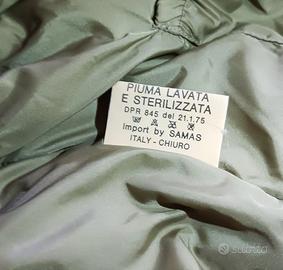 PIUMA LAVATA
E STERILIZZATA
DPR 845 del 21.1.75
Import by SAMAS
ITALY - CHIURO
subito